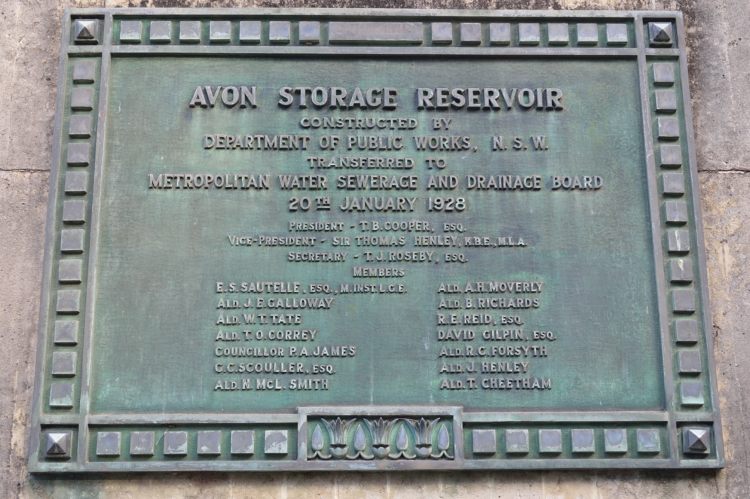 AVON STORAGE RESERVOIR
CONSTRUCTED BY
DEPARTMENT OF PUBLIC WORKS, N.S.W.
TRANSFERRED TO
METROPOLITAN WATER SEWERAGE AND DRAINAGE BOARD
20TH JANUARY 1928
PRESIDENT - T.B. COOPER, ESQ.
VICE-PRESIDENT - SIR THOMAS HENLEY, K.B.E., M.L.A.
SECRETARY - T.J. ROSEBY, ESQ.
MEMBERS
E.S. SAUTELLE, ESQ., M.INST.L.G.E.
ALD. J.E. GALLOWAY
ALD. W.T. TATE
ALD. T.O. CORREY
COUNCILLOR P.A. JAMES
C.C. SCOULLER, ESQ.
ALD. N. MCL. SMITH
ALD. A.H. MOVERLY
ALD. B. RICHARDS
R.E. REID, ESQ.
DAVID GILPIN, ESQ.
ALD. R.C. FORSYTH
ALD. J. HENLEY
ALD. T. CHEETHAM